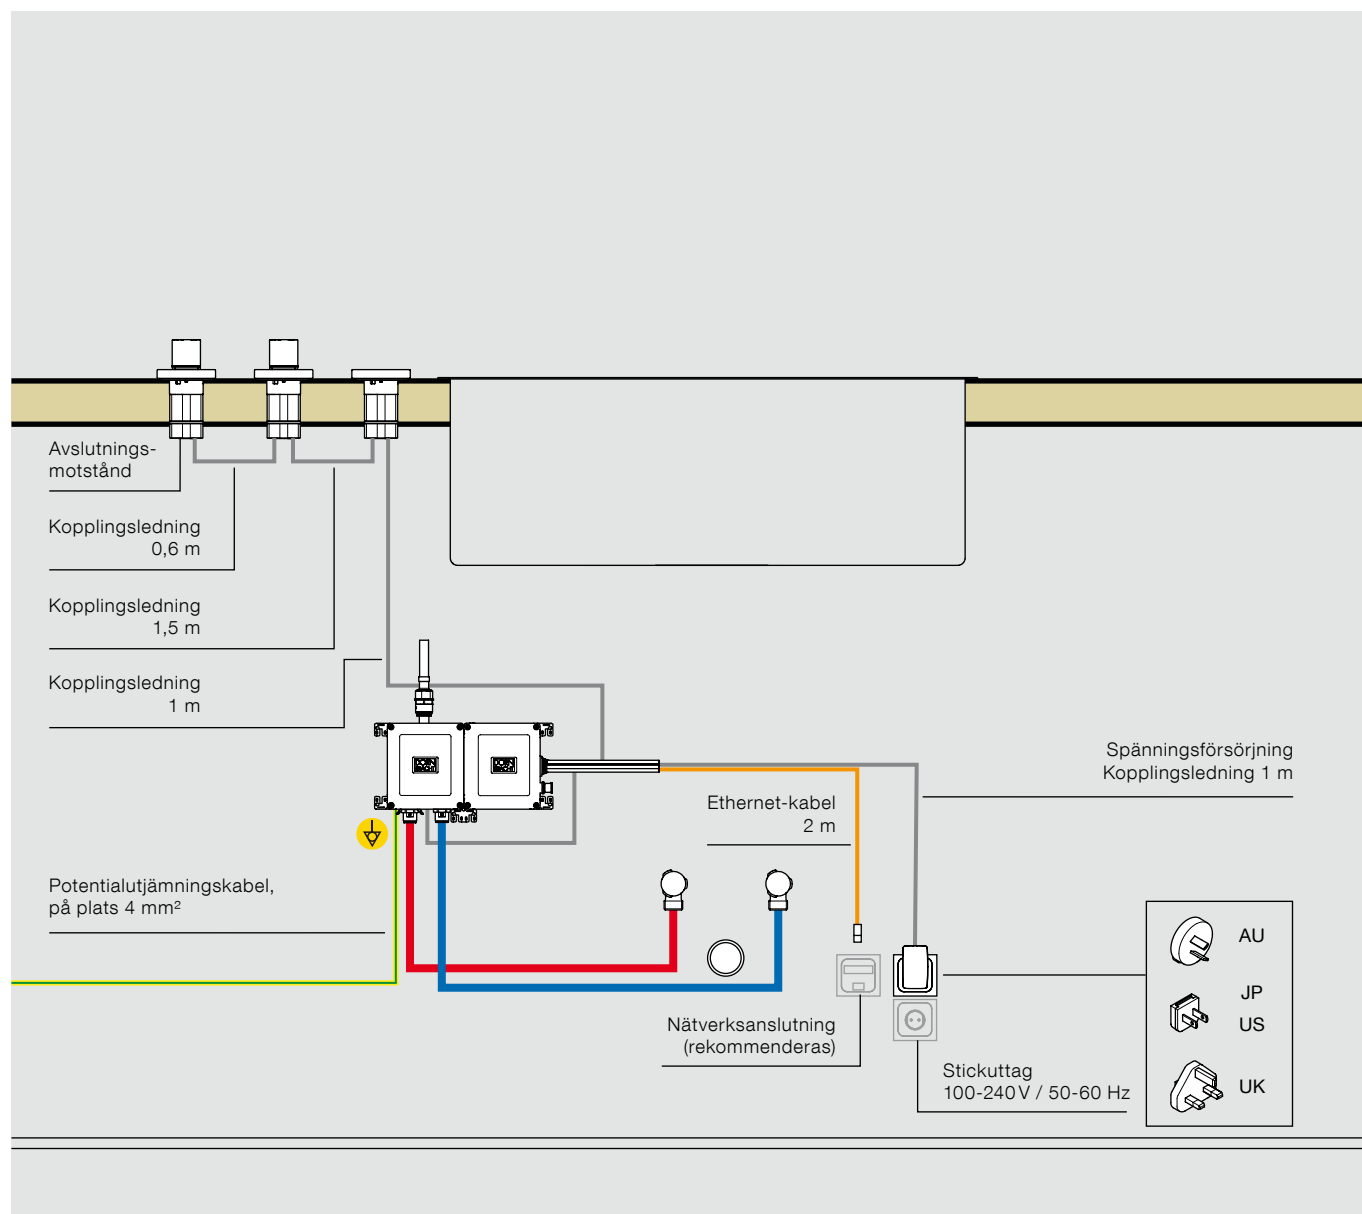 Avslutnings-
motstånd
Kopplingsledning
0,6 m
Kopplingsledning
1,5 m
Kopplingsledning
1 m
Spänningsförsörjning
Kopplingsledning 1 m
Ethernet-kabel
2 m
Potentialutjämningskabel,
på plats 4 mm²
AU
JP
US
UK
Nätverksanslutning
(rekommenderas)
Stickuttag
100-240 V / 50-60 Hz